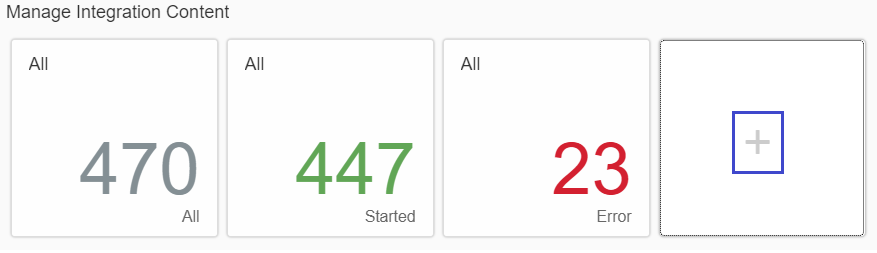 Manage Integration Content
All
470
All
All
447
Started
All
23
Error
+